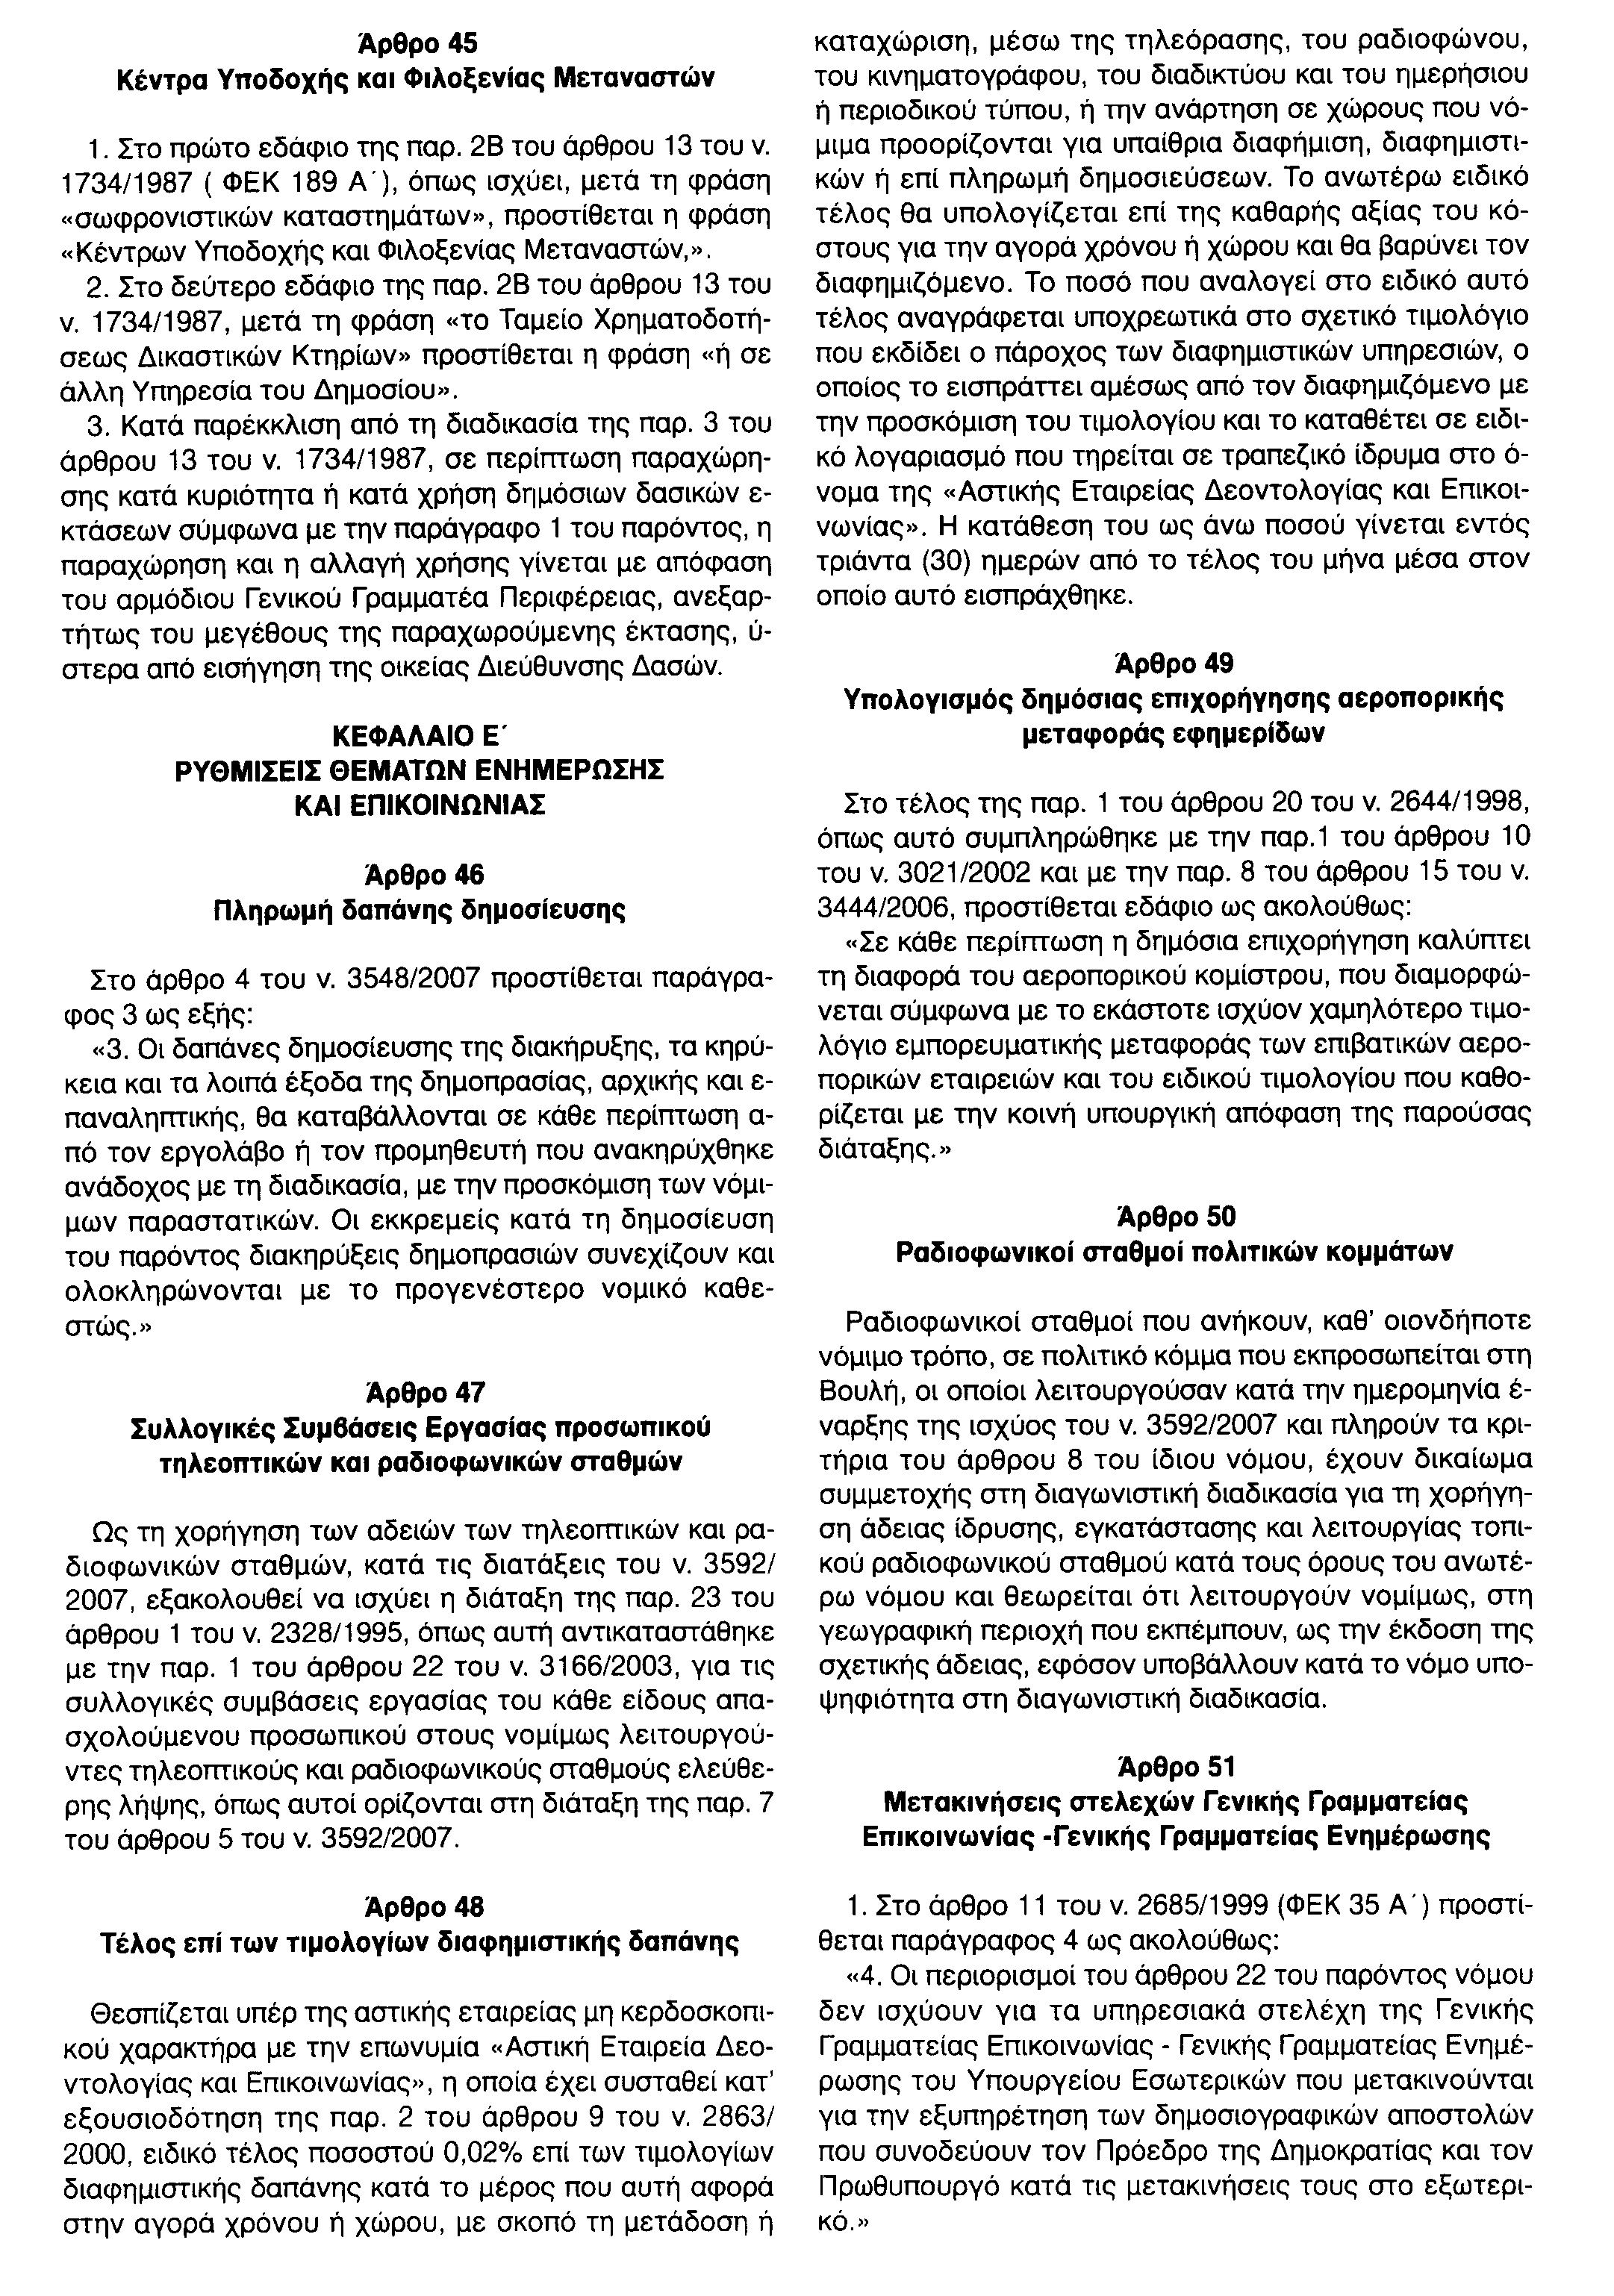 Άρθρο 45
Κέντρα Υποδοχής και Φιλοξενίας Μεταναστών
1. Στο πρώτο εδάφιο της παρ. 2Β του άρθρου 13 του ν.
1734/1987 ( ΦΕΚ 189 Α΄), όπως ισχύει, μετά τη φράση
«σωφρονιστικών καταστημάτων», προστίθεται η φράση
«Κέντρων Υποδοχής και Φιλοξενίας Μεταναστών,».
2. Στο δεύτερο εδάφιο της παρ. 2Β του άρθρου 13 του
ν. 1734/1987, μετά τη φράση «το Ταμείο Χρηματοδοτή-
σεως Δικαστικών Κτηρίων» προστίθεται η φράση «ή σε
άλλη Υπηρεσία του Δημοσίου».
3. Κατά παρέκκλιση από τη διαδικασία της παρ. 3 του
άρθρου 13 του ν. 1734/1987, σε περίπτωση παραχώρη-
σης κατά κυριότητα ή κατά χρήση δημόσιων δασικών ε-
κτάσεων σύμφωνα με την παράγραφο 1 του παρόντος, η
παραχώρηση και η αλλαγή χρήσης γίνεται με απόφαση
του αρμόδιου Γενικού Γραμματέα Περιφέρειας, ανεξαρ-
τήτως του μεγέθους της παραχωρούμενης έκτασης, ύ-
στερα από εισήγηση της οικείας Διεύθυνσης Δασών.
ΚΕΦΑΛΑΙΟ Ε΄
ΡΥΘΜΙΣΕΙΣ ΘΕΜΑΤΩΝ ΕΝΗΜΕΡΩΣΗΣ
ΚΑΙ ΕΠΙΚΟΙΝΩΝΙΑΣ
Άρθρο 46
Πληρωμή δαπάνης δημοσίευσης
Στο άρθρο 4 του ν. 3548/2007 προστίθεται παράγρα-
φος 3 ως εξής:
«3. Οι δαπάνες δημοσίευσης της διακήρυξης, τα κηρύ-
κεια και τα λοιπά έξοδα της δημοπρασίας, αρχικής και ε-
παναληπτικής, θα καταβάλλονται σε κάθε περίπτωση α-
πό τον εργολάβο ή τον προμηθευτή που ανακηρύχθηκε
ανάδοχος με τη διαδικασία, με την προσκόμιση των νόμι-
μων παραστατικών. Οι εκκρεμείς κατά τη δημοσίευση
του παρόντος διακηρύξεις δημοπρασιών συνεχίζουν και
ολοκληρώνονται με το προγενέστερο νομικό καθε-
στώς.»
Άρθρο 47
Συλλογικές Συμβάσεις Εργασίας προσωπικού
τηλεοπτικών και ραδιοφωνικών σταθμών
Ως τη χορήγηση των αδειών των τηλεοπτικών και ρα-
διοφωνικών σταθμών, κατά τις διατάξεις του ν. 3592/
2007, εξακολουθεί να ισχύει η διάταξη της παρ. 23 του
άρθρου 1 του ν. 2328/1995, όπως αυτή αντικαταστάθηκε
με την παρ. 1 του άρθρου 22 του ν. 3166/2003, για τις
συλλογικές συμβάσεις εργασίας του κάθε είδους απα-
σχολούμενου προσωπικού στους νομίμως λειτουργού-
ντες τηλεοπτικούς και ραδιοφωνικούς σταθμούς ελεύθε-
ρης λήψης, όπως αυτοί ορίζονται στη διάταξη της παρ. 7
του άρθρου 5 του ν. 3592/2007.
Άρθρο 48
Τέλος επί των τιμολογίων διαφημιστικής δαπάνης
Θεσπίζεται υπέρ της αστικής εταιρείας μη κερδοσκοπι-
κού χαρακτήρα με την επωνυμία «Αστική Εταιρεία Δεο-
ντολογίας και Επικοινωνίας», η οποία έχει συσταθεί κατ’
εξουσιοδότηση της παρ. 2 του άρθρου 9 του ν. 2863/
2000, ειδικό τέλος ποσοστού 0,02% επί των τιμολογίων
διαφημιστικής δαπάνης κατά το μέρος που αυτή αφορά
στην αγορά χρόνου ή χώρου, με σκοπό τη μετάδοση ή
καταχώριση, μέσω της τηλεόρασης, του ραδιοφώνου,
του κινηματογράφου, του διαδικτύου και του ημερήσιου
ή περιοδικού τύπου, ή την ανάρτηση σε χώρους που νό-
μιμα προορίζονται για υπαίθρια διαφήμιση, διαφημιστι-
κών ή επί πληρωμή δημοσιεύσεων. Το ανωτέρω ειδικό
τέλος θα υπολογίζεται επί της καθαρής αξίας του κό-
στους για την αγορά χρόνου ή χώρου και θα βαρύνει τον
διαφημιζόμενο. Το ποσό που αναλογεί στο ειδικό αυτό
τέλος αναγράφεται υποχρεωτικά στο σχετικό τιμολόγιο
που εκδίδει ο πάροχος των διαφημιστικών υπηρεσιών, ο
οποίος το εισπράττει αμέσως από τον διαφημιζόμενο με
την προσκόμιση του τιμολογίου και το καταθέτει σε ειδι-
κό λογαριασμό που τηρείται σε τραπεζικό ίδρυμα στο ό-
νομα της «Αστικής Εταιρείας Δεοντολογίας και Επικοι-
νωνίας». Η κατάθεση του ως άνω ποσού γίνεται εντός
τριάντα (30) ημερών από το τέλος του μήνα μέσα στον
οποίο αυτό εισπράχθηκε.
Άρθρο 49
Υπολογισμός δημόσιας επιχορήγησης αεροπορικής
μεταφοράς εφημερίδων
Στο τέλος της παρ. 1 του άρθρου 20 του ν. 2644/1998,
όπως αυτό συμπληρώθηκε με την παρ.1 του άρθρου 10
του ν. 3021/2002 και με την παρ. 8 του άρθρου 15 του ν.
3444/2006, προστίθεται εδάφιο ως ακολούθως:
«Σε κάθε περίπτωση η δημόσια επιχορήγηση καλύπτει
τη διαφορά του αεροπορικού κομίστρου, που διαμορφώ-
νεται σύμφωνα με το εκάστοτε ισχύον χαμηλότερο τιμο-
λόγιο εμπορευματικής μεταφοράς των επιβατικών αερο-
πορικών εταιρειών και του ειδικού τιμολογίου που καθο-
ρίζεται με την κοινή υπουργική απόφαση της παρούσας
διάταξης.»
Άρθρο 50
Ραδιοφωνικοί σταθμοί πολιτικών κομμάτων
Ραδιοφωνικοί σταθμοί που ανήκουν, καθ’ οιονδήποτε
νόμιμο τρόπο, σε πολιτικό κόμμα που εκπροσωπείται στη
Βουλή, οι οποίοι λειτουργούσαν κατά την ημερομηνία έ-
ναρξης της ισχύος του ν. 3592/2007 και πληρούν τα κρι-
τήρια του άρθρου 8 του ίδιου νόμου, έχουν δικαίωμα
συμμετοχής στη διαγωνιστική διαδικασία για τη χορήγη-
ση άδειας ίδρυσης, εγκατάστασης και λειτουργίας τοπι-
κού ραδιοφωνικού σταθμού κατά τους όρους του ανωτέ-
ρω νόμου και θεωρείται ότι λειτουργούν νομίμως, στη
γεωγραφική περιοχή που εκπέμπουν, ως την έκδοση της
σχετικής άδειας, εφόσον υποβάλλουν κατά το νόμο υπο-
ψηφιότητα στη διαγωνιστική διαδικασία.
Άρθρο 51
Μετακινήσεις στελεχών Γενικής Γραμματείας
Επικοινωνίας -Γενικής Γραμματείας Ενημέρωσης
1. Στο άρθρο 11 του ν. 2685/1999 (ΦΕΚ 35 Α΄) προστί-
θεται παράγραφος 4 ως ακολούθως:
«4. Οι περιορισμοί του άρθρου 22 του παρόντος νόμου
δεν ισχύουν για τα υπηρεσιακά στελέχη της Γενικής
Γραμματείας Επικοινωνίας - Γενικής Γραμματείας Ενημέ-
ρωσης του Υπουργείου Εσωτερικών που μετακινούνται
για την εξυπηρέτηση των δημοσιογραφικών αποστολών
που συνοδεύουν τον Πρόεδρο της Δημοκρατίας και τον
Πρωθυπουργό κατά τις μετακινήσεις τους στο εξωτερι-
κό.»